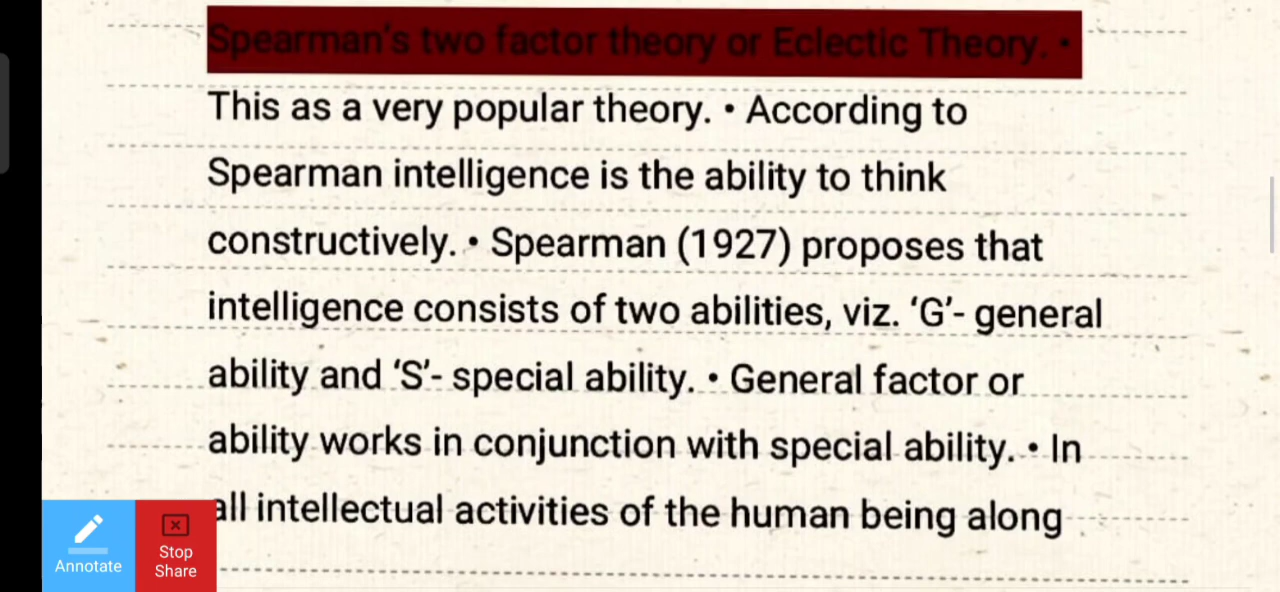 Spearman's two factor theory or Eclectic Theory. •
This as a very popular theory. • According to
Spearman intelligence is the ability to think
constructively. • Spearman (1927) proposes that
intelligence consists of two abilities, viz. ‘G’- general
ability and ‘S’- special ability. • General factor or
ability works in conjunction with special ability. • In
all intellectual activities of the human being along
Annotate
Stop
Share